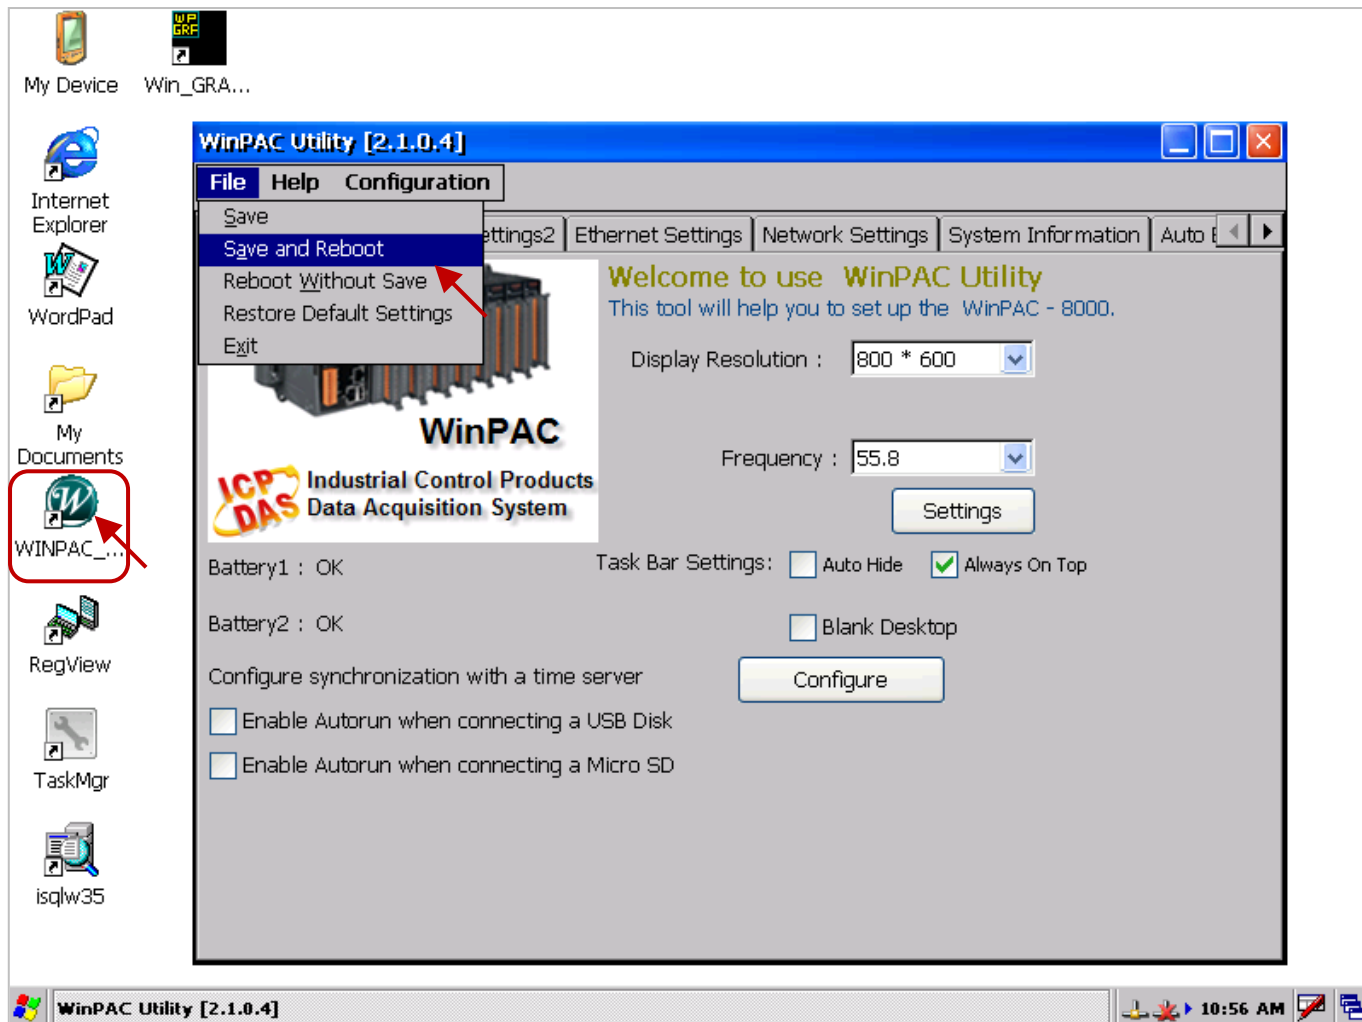 My Device
WP
GRF
Win_GRA...
Internet
Explorer
WordPad
My
Documents
WINPAC_...
RegView
TaskMgr
isqlw35
WinPAC Utility [2.1.0.4]
File Help Configuration
Save
Save and Reboot
Reboot Without Save
Restore Default Settings
Exit
ettings2 Ethernet Settings Network Settings System Information Auto
Welcome to use WinPAC Utility
This tool will help you to set up the WinPAC - 8000.
Display Resolution : 800 * 600
WinPAC
ICP DAS
Industrial Control Products
Data Acquisition System
Frequency : 55.8
Settings
Battery1 : OK
Task Bar Settings: Auto Hide Always On Top
Battery2 : OK
Blank Desktop
Configure synchronization with a time server
Configure
Enable Autorun when connecting a USB Disk
Enable Autorun when connecting a Micro SD
WinPAC Utility [2.1.0.4]
10:56 AM